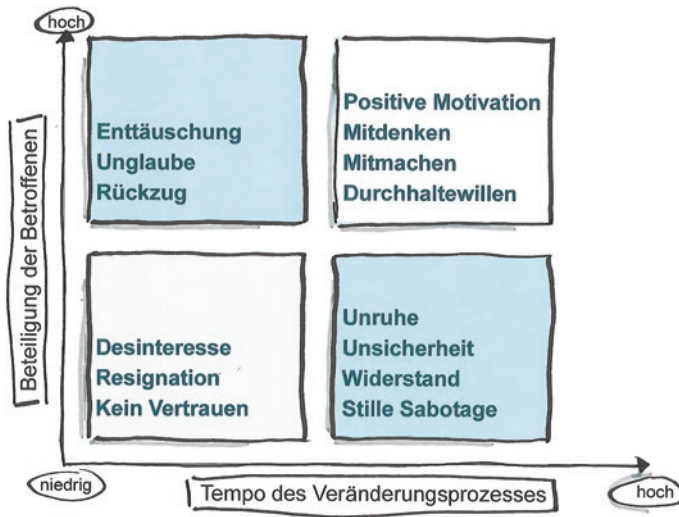 hoch
Beteiligung der Betroffenen
Enttäuschung
Unglaube
Rückzug
Positive Motivation
Mitdenken
Mitmachen
Durchhaltewillen
Desinteresse
Resignation
Kein Vertrauen
Unruhe
Unsicherheit
Widerstand
Stille Sabotage
niedrig
Tempo des Veränderungsprozesses
hoch